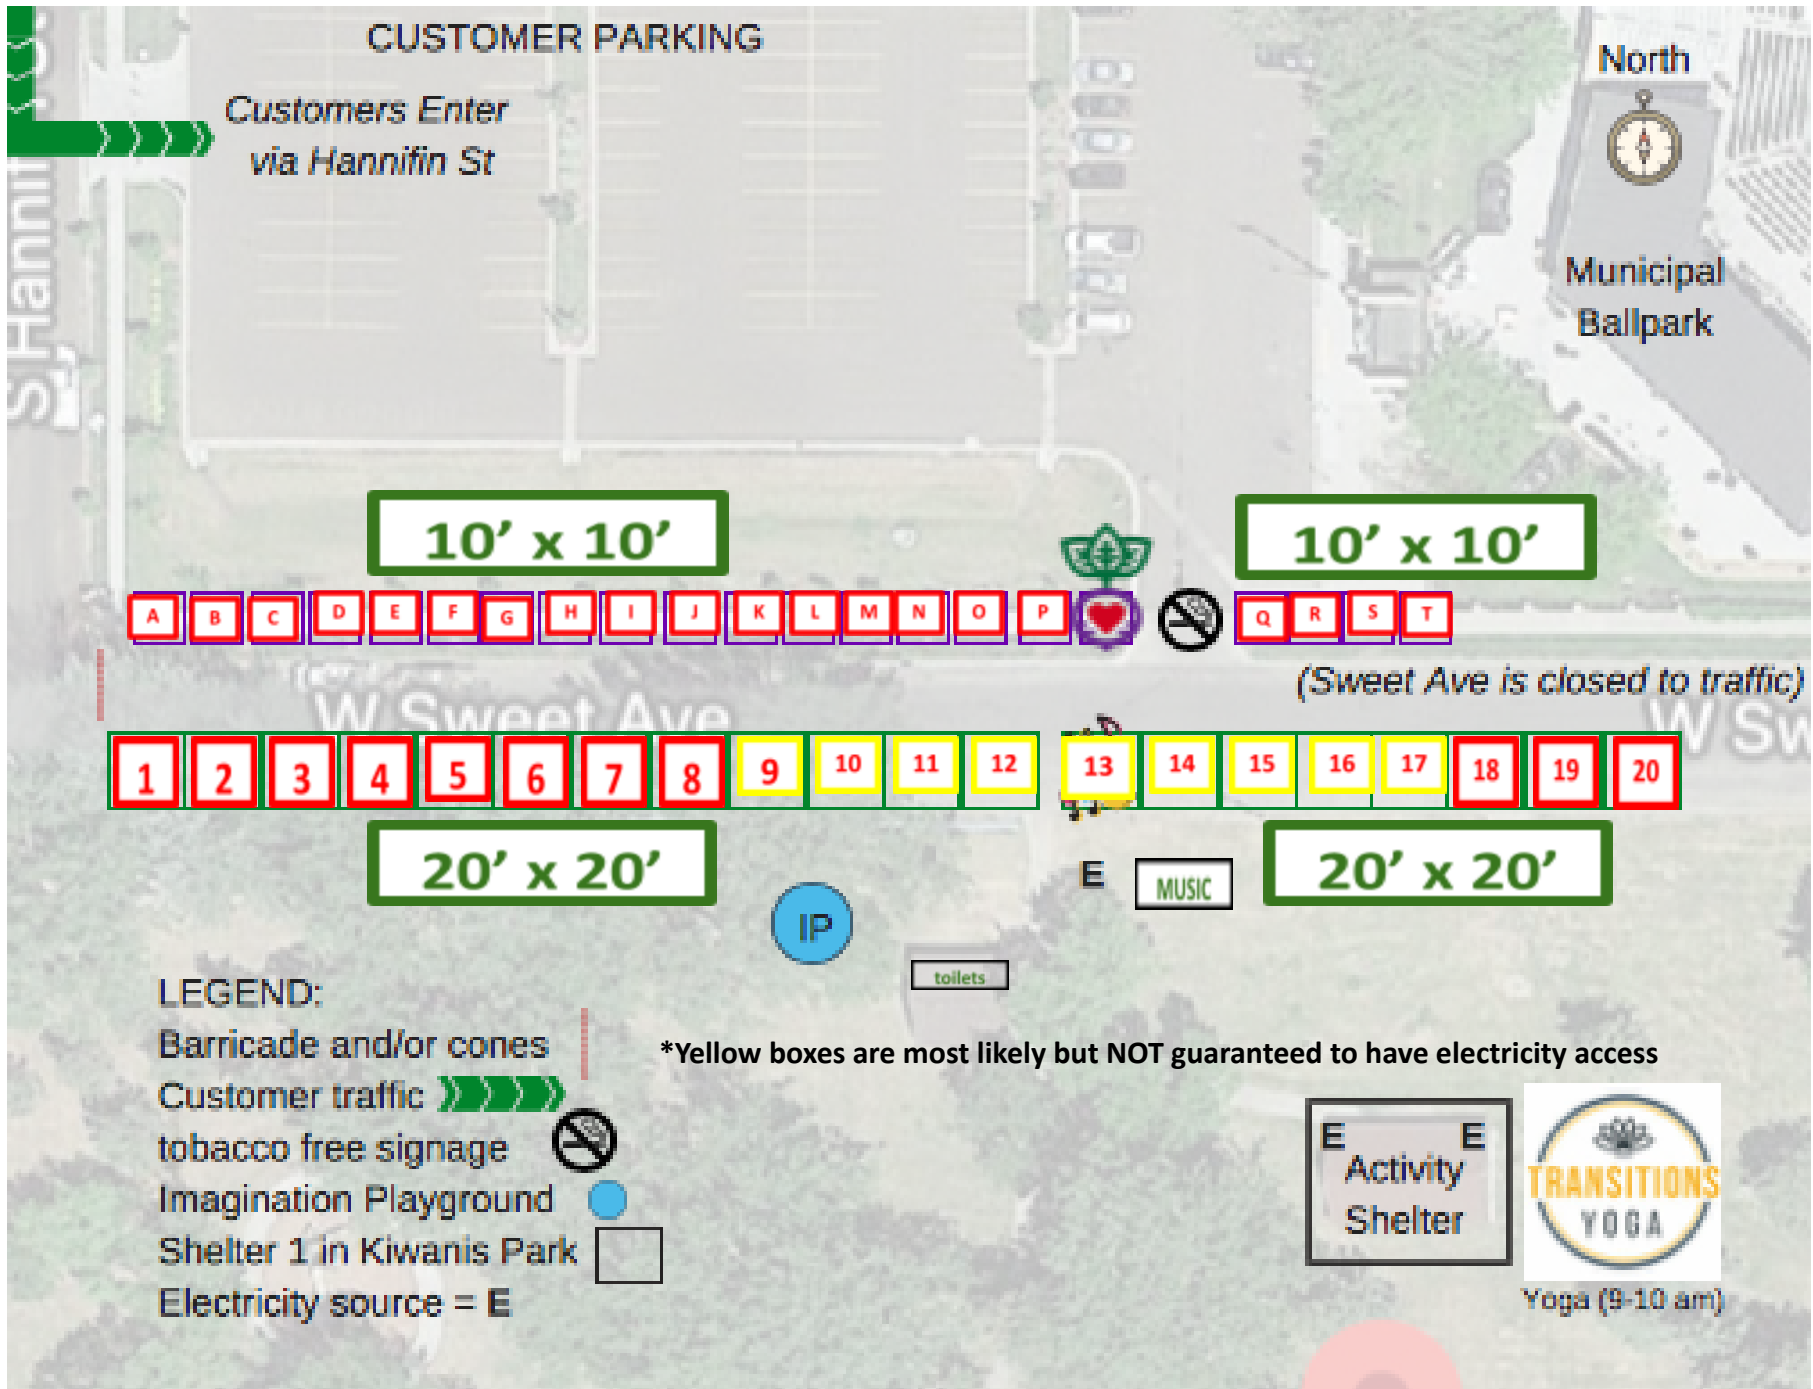 CUSTOMER PARKING
Customers Enter
via Hannifin St
North
Municipal
Ballpark
S Hannif
10’ x 10’
10’ x 10’
A B C D E F G H I J K L M N O P
Q R S T
(Sweet Ave is closed to traffic)
W Sweet Ave
W Sw
1 2 3 4 5 6 7 8 9 10 11 12
13 14 15 16 17 18 19 20
20’ x 20’
E
MUSIC
20’ x 20’
IP
toilets
LEGEND:
Barricade and/or cones
Customer traffic
tobacco free signage
Imagination Playground
Shelter 1 in Kiwanis Park
Electricity source = E
*Yellow boxes are most likely but NOT guaranteed to have electricity access
E E
Activity
Shelter
TRANSITIONS
YOGA
Yoga (9-10 am)